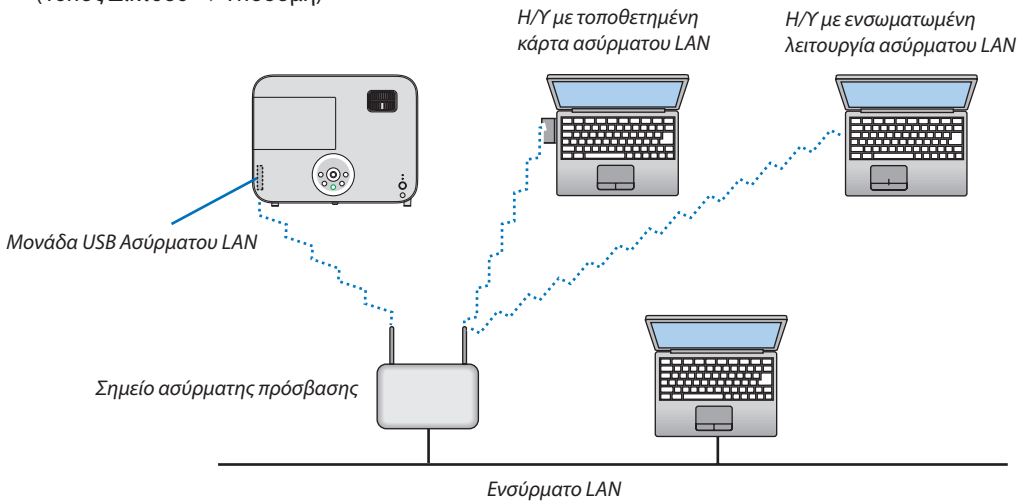 Η/Υ με τοποθετημένη
κάρτα ασύρματου LAN
Η/Υ με ενσωματωμένη
λειτουργία ασύρματου LAN
Μονάδα USB Ασύρματου LAN
Σημείο ασύρματης πρόσβασης
Ενσύρματο LAN